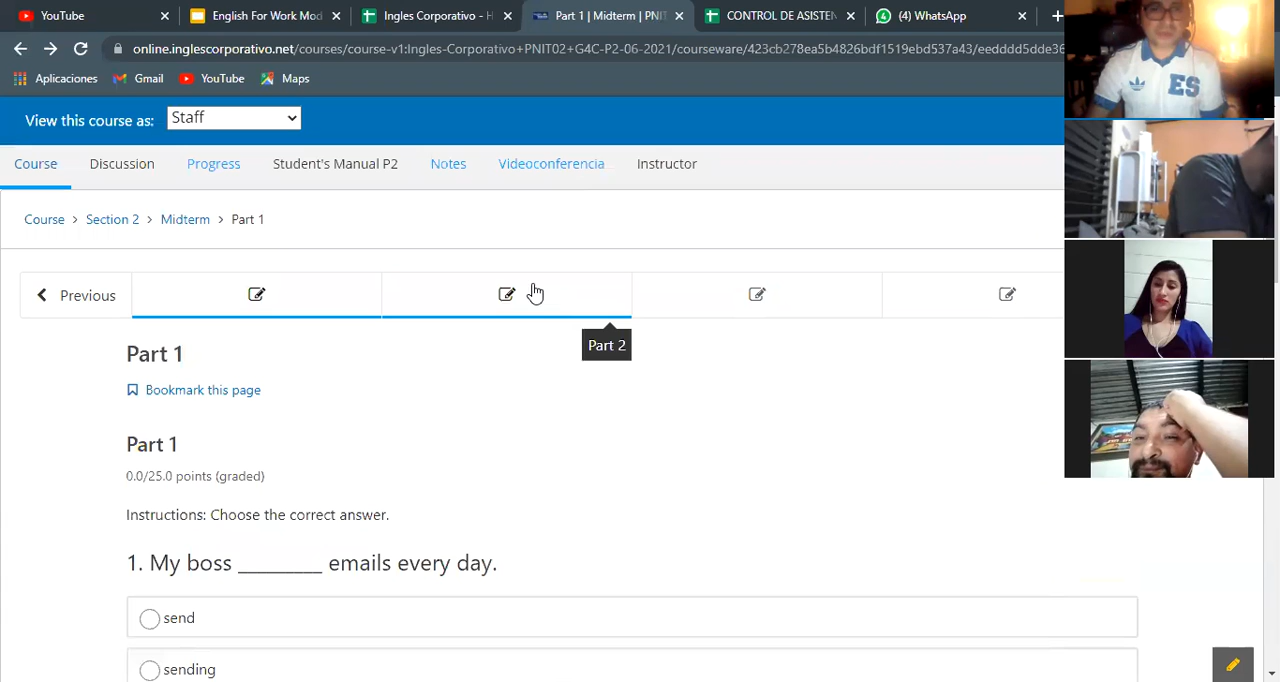 YouTube
English For Work Mod
Ingles Corporativo - H
Part 1 | Midterm | PNIT
CONTROL DE ASISTEN
(4) WhatsApp
online.inglescorporativo.net/courses/course-v1:Ingles-Corporativo+PNIT02+G4C-P2-06-2021/courseware/423cb278ea5b4826bdf1519ebd537a43/eedddd5dde36
Aplicaciones
Gmail
YouTube
Maps
ES
View this course as:
Staff
Course
Discussion
Progress
Student's Manual P2
Notes
Videoconferencia
Instructor
Course > Section 2 > Midterm > Part 1
Previous
Part 2
Part 1
Bookmark this page
Part 1
0.0/25.0 points (graded)
Instructions: Choose the correct answer.
1. My boss ________ emails every day.
send
sending